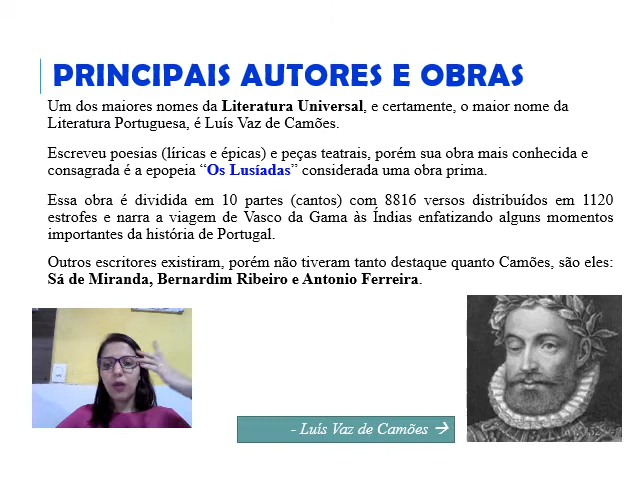 PRINCIPAIS AUTORES E OBRAS
Um dos maiores nomes da Literatura Universal, e certamente, o maior nome da
Literatura Portuguesa, é Luís Vaz de Camões.
Escreveu poesias (líricas e épicas) e peças teatrais, porém sua obra mais conhecida e
consagrada é a epopeia “Os Lusíadas” considerada uma obra prima.
Essa obra é dividida em 10 partes (cantos) com 8816 versos distribuídos em 1120
estrofes e narra a viagem de Vasco da Gama às Índias enfatizando alguns momentos
importantes da história de Portugal.
Outros escritores existiram, porém não tiveram tanto destaque quanto Camões, são eles:
Sá de Miranda, Bernardim Ribeiro e Antonio Ferreira.
- Luís Vaz de Camões →